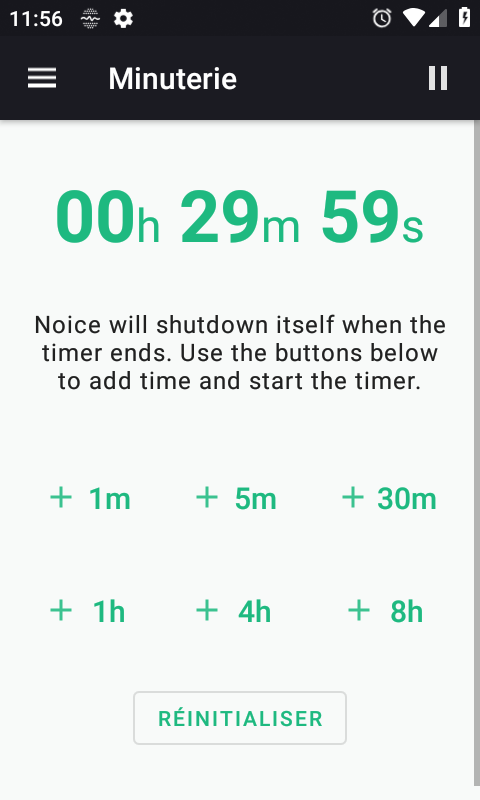 11:56
Minuterie
00h 29m 59s
Noice will shutdown itself when the
timer ends. Use the buttons below
to add time and start the timer.
+ 1m + 5m + 30m
+ 1h + 4h + 8h
RÉINITIALISER